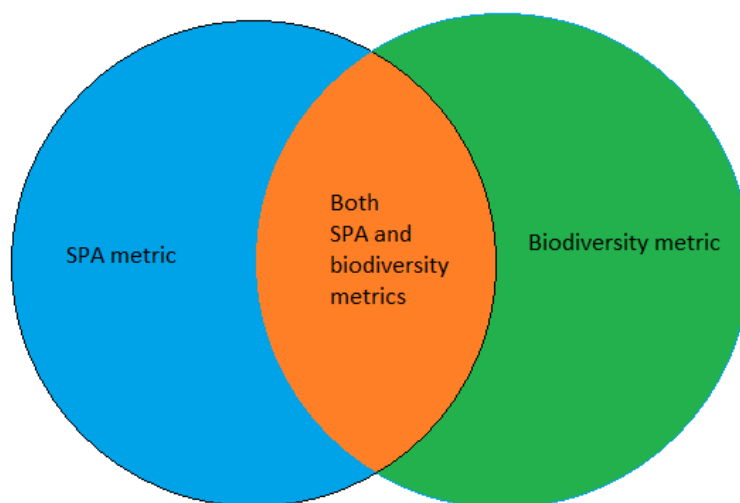 SPA metric
Both
SPA and
biodiversity
metrics
Biodiversity metric